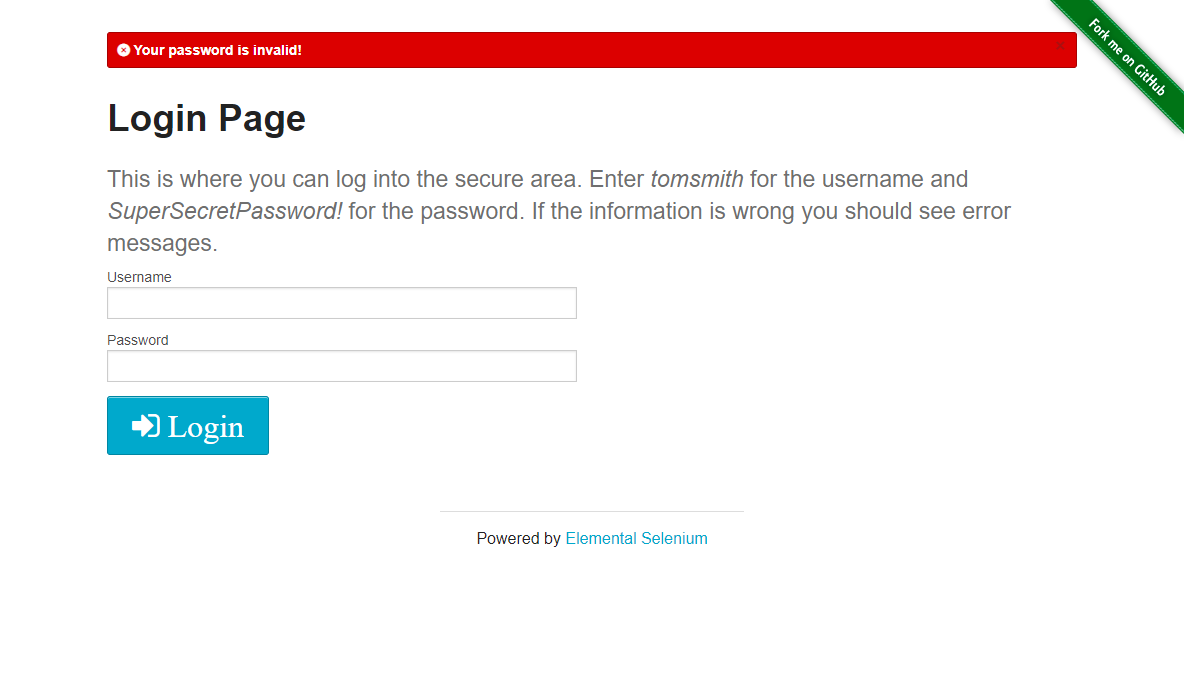 Your password is invalid!
Fork me on GitHub
Login Page
This is where you can log into the secure area. Enter tomsmith for the username and
SuperSecretPassword! for the password. If the information is wrong you should see error
messages.
Username
Password
Login
Powered by Elemental Selenium